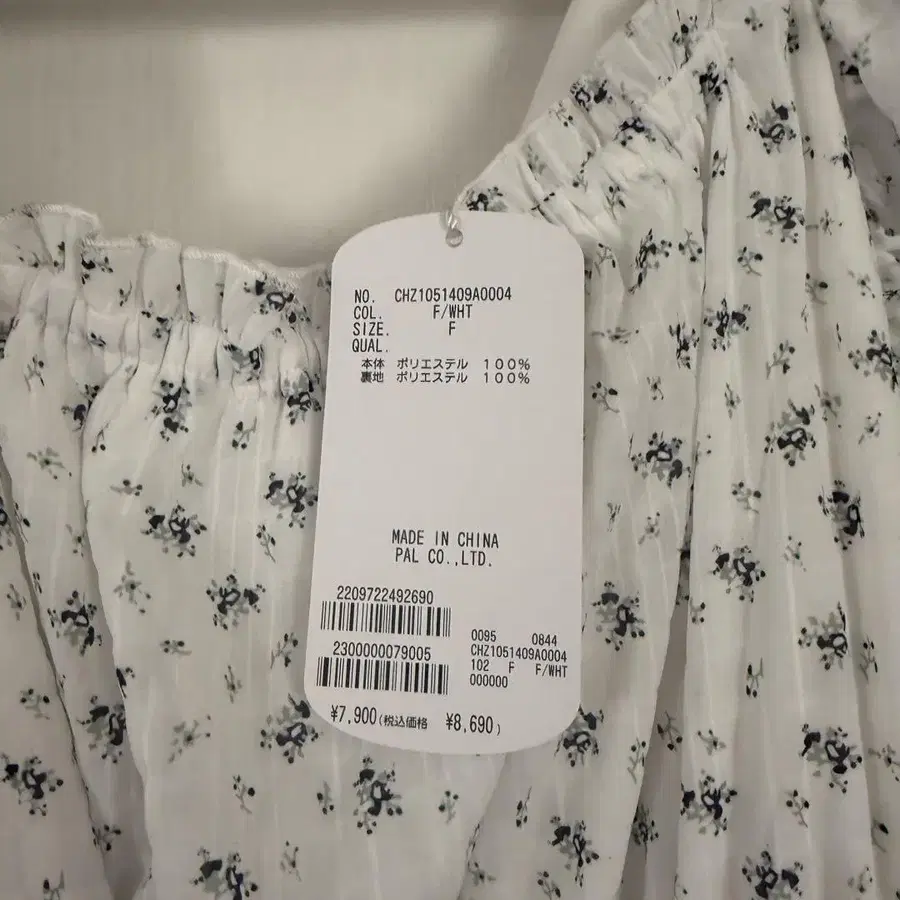 NO. CHZ1051409A0004
COL. F/WHT
SIZE. F
QUAL.
本体 ポリエステル 100%
裏地 ポリエステル 100%
MADE IN CHINA
PAL CO.,LTD.
2209722492690
2300000079005
0095 0844
CHZ1051409A0004
102 F F/WHT
000000
¥7,900(税込価格 ¥8,690)